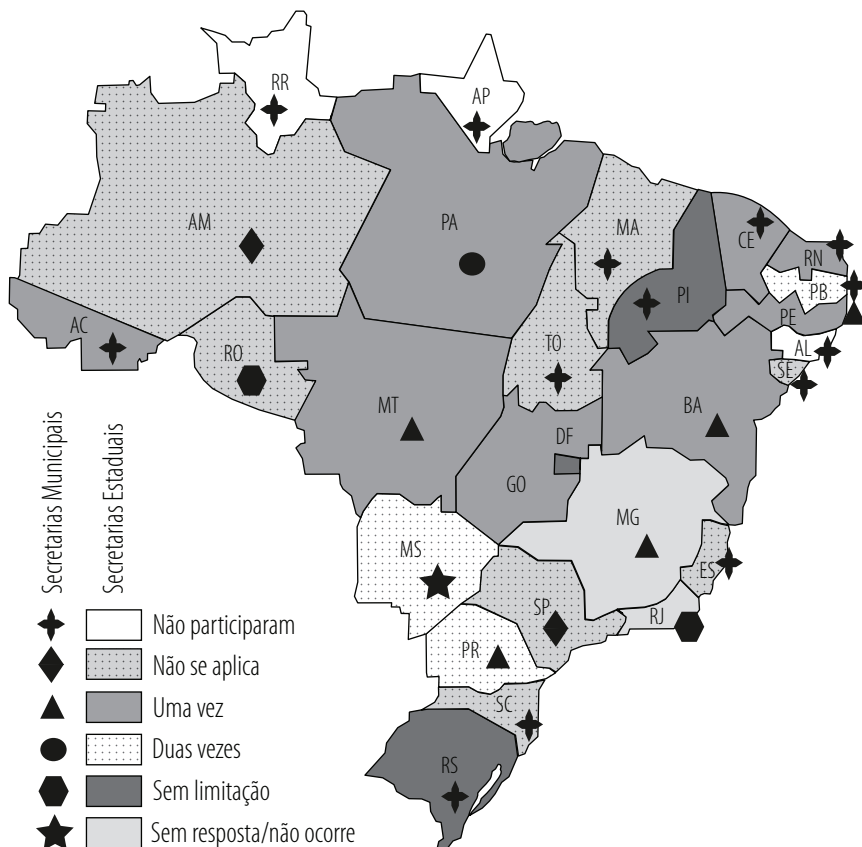 RR
AP
AM
PA
MA
CE
RN
PB
PI
PE
AC
AL
RO
TO
SE
MT
BA
DF
GO
MG
MS
ES
SP
RJ
PR
SC
RS
Secretarias Municipais
Secretarias Estaduais
Não participaram
Não se aplica
Uma vez
Duas vezes
Sem limitação
Sem resposta/não ocorre